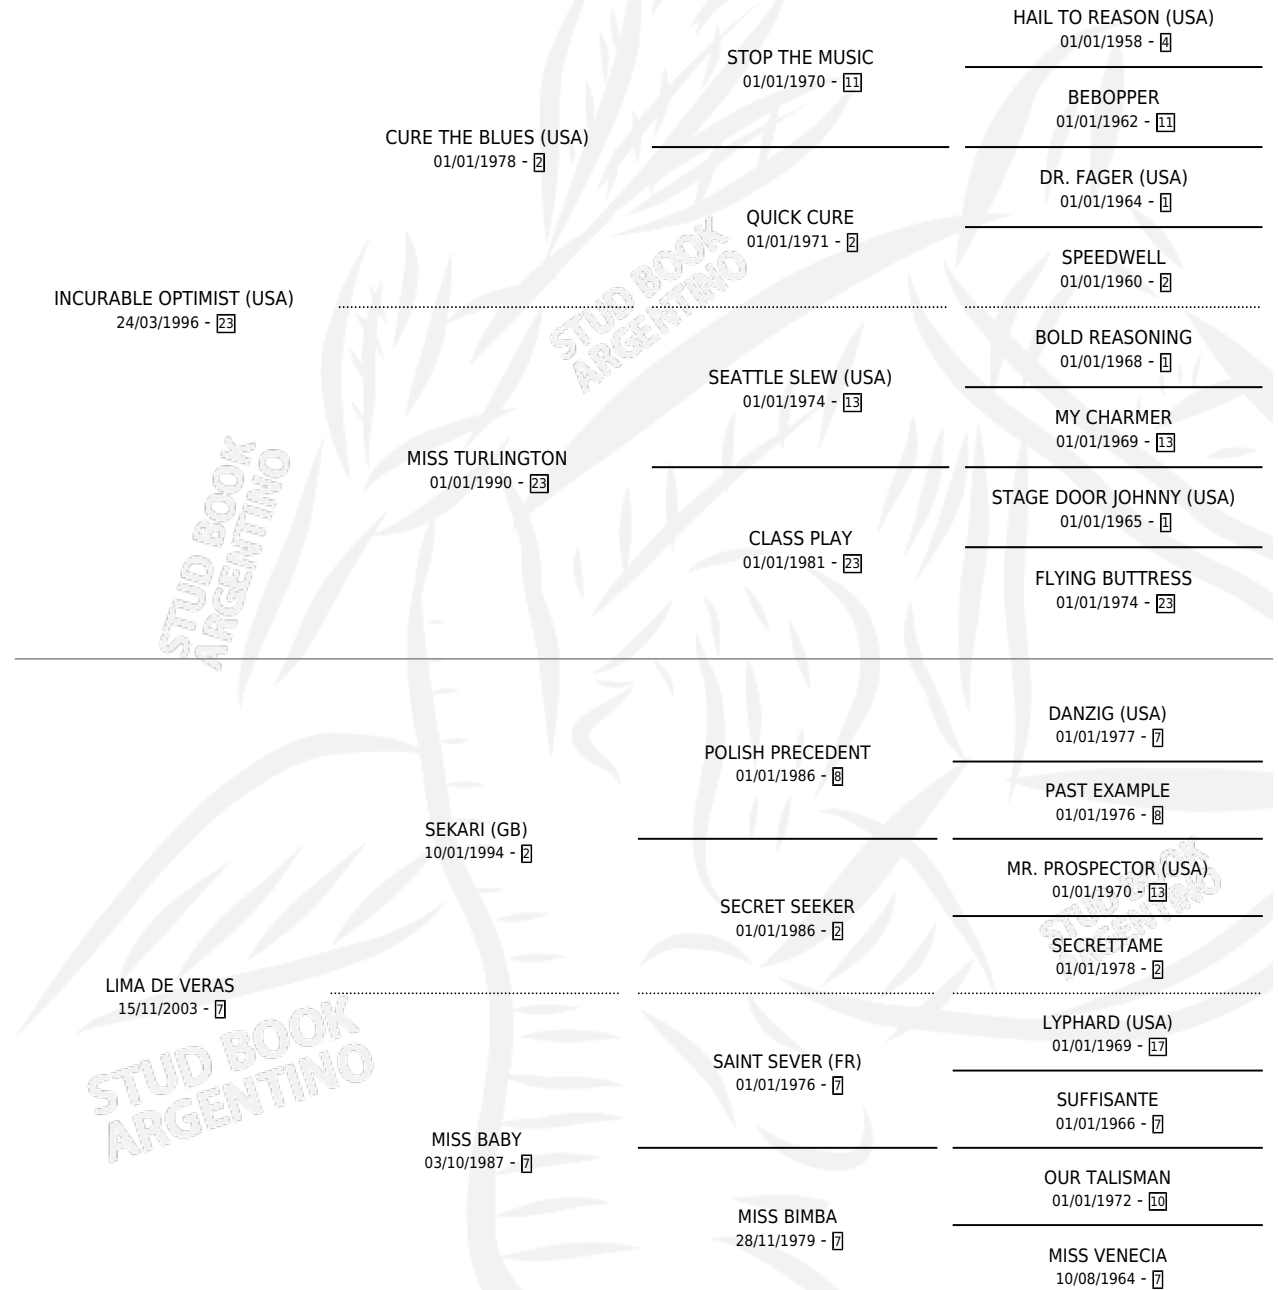 HAIL TO REASON (USA)
01/01/1958 - 4
STOP THE MUSIC
01/01/1970 - 11
BEBOPPER
01/01/1962 - 11
CURE THE BLUES (USA)
01/01/1978 - 2
DR. FAGER (USA)
01/01/1964 - 1
QUICK CURE
01/01/1971 - 2
SPEEDWELL
01/01/1960 - 2
INCURABLE OPTIMIST (USA)
24/03/1996 - 23
BOLD REASONING
01/01/1968 - 1
SEATTLE SLEW (USA)
01/01/1974 - 13
MY CHARMER
01/01/1969 - 13
MISS TURLINGTON
01/01/1990 - 23
STAGE DOOR JOHNNY (USA)
01/01/1965 - 1
CLASS PLAY
01/01/1981 - 23
FLYING BUTTRESS
01/01/1974 - 23
STUD BOOK
ARGENTINO
STUD BOOK
ARGENTINO
DANZIG (USA)
01/01/1977 - 7
POLISH PRECEDENT
01/01/1986 - 8
PAST EXAMPLE
01/01/1976 - 8
SEKARI (GB)
10/01/1994 - 2
MR. PROSPECTOR (USA)
01/01/1970 - 13
SECRET SEEKER
01/01/1986 - 2
SECRETTAME
01/01/1978 - 2
LIMA DE VERAS
15/11/2003 - 7
LYPHARD (USA)
01/01/1969 - 17
SAINT SEVER (FR)
01/01/1976 - 7
SUFFISANTE
01/01/1966 - 7
MISS BABY
03/10/1987 - 7
OUR TALISMAN
01/01/1972 - 10
MISS BIMBA
28/11/1979 - 7
MISS VENECIA
10/08/1964 - 7
STUD BOOK
ARGENTINO
STUD BOOK
ARGENTINO